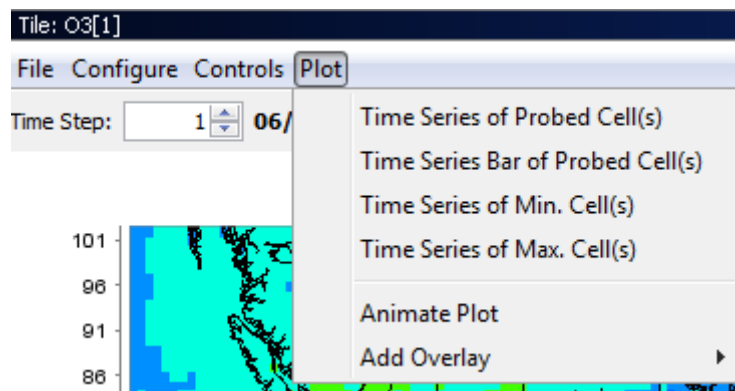 Tile: O3[1]
File Configure Controls Plot
Time Step: 1 06/
Time Series of Probed Cell(s)
Time Series Bar of Probed Cell(s)
Time Series of Min. Cell(s)
Time Series of Max. Cell(s)
Animate Plot
Add Overlay
101
96
91
86